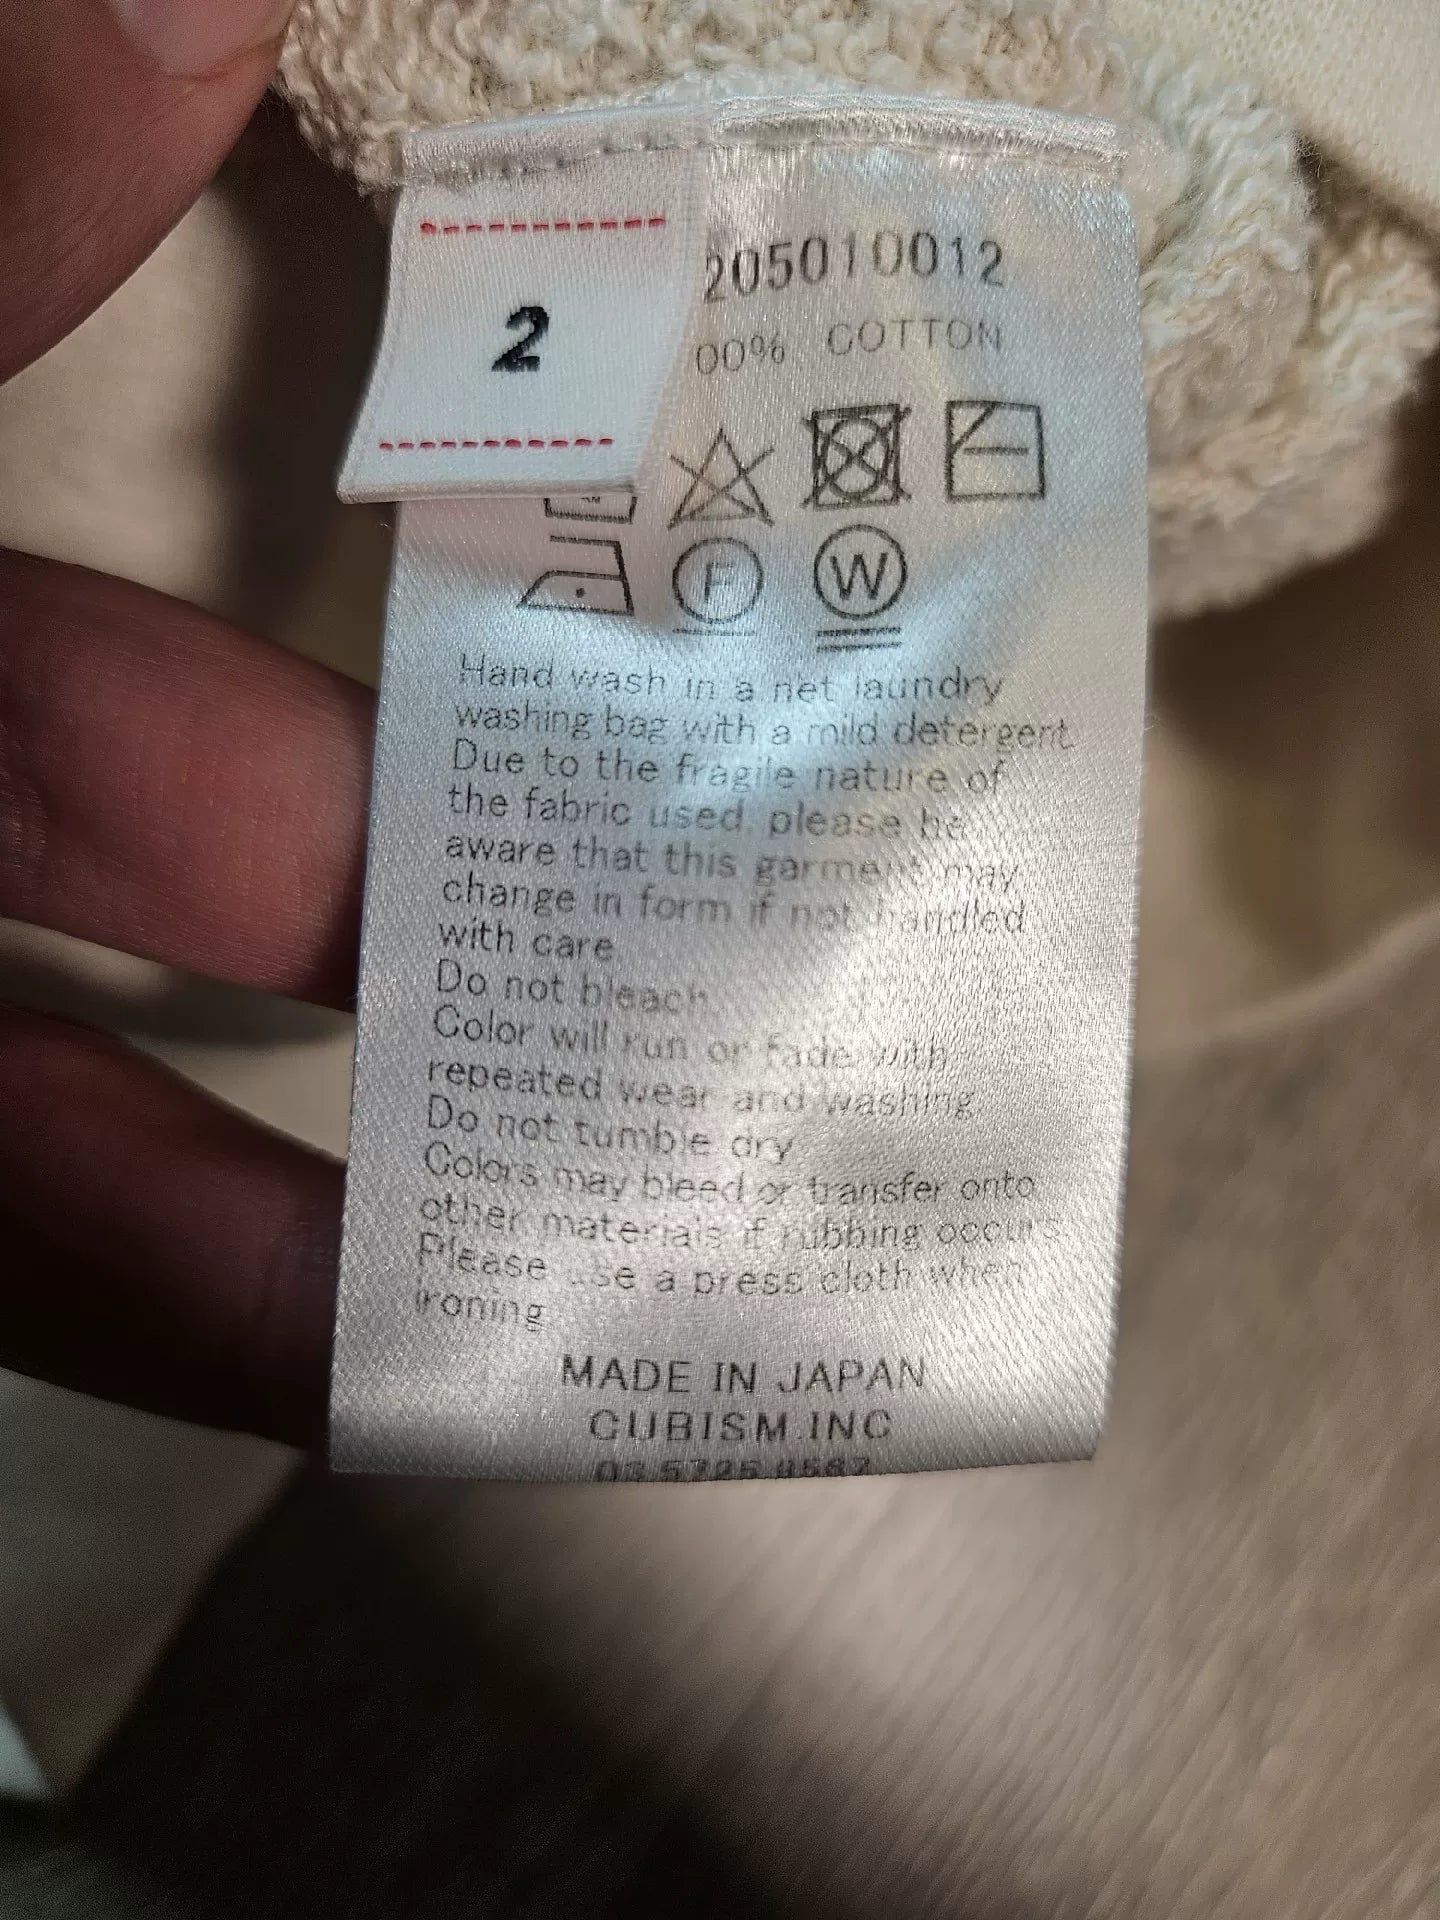 2
205010012
00% COTTON
F
W
Hand wash in a net laundry
washing bag with a mild detergent.
Due to the fragile nature of
the fabric used, please be
aware that this garment may
change in form if not handled
with care
Do not bleach
Color will run or fade with
repeated wear and washing
Do not tumble dry
Colors may bleed or transfer onto
other materials if rubbing occurs
Please use a press cloth when
ironing
MADE IN JAPAN
CUBISM.INC